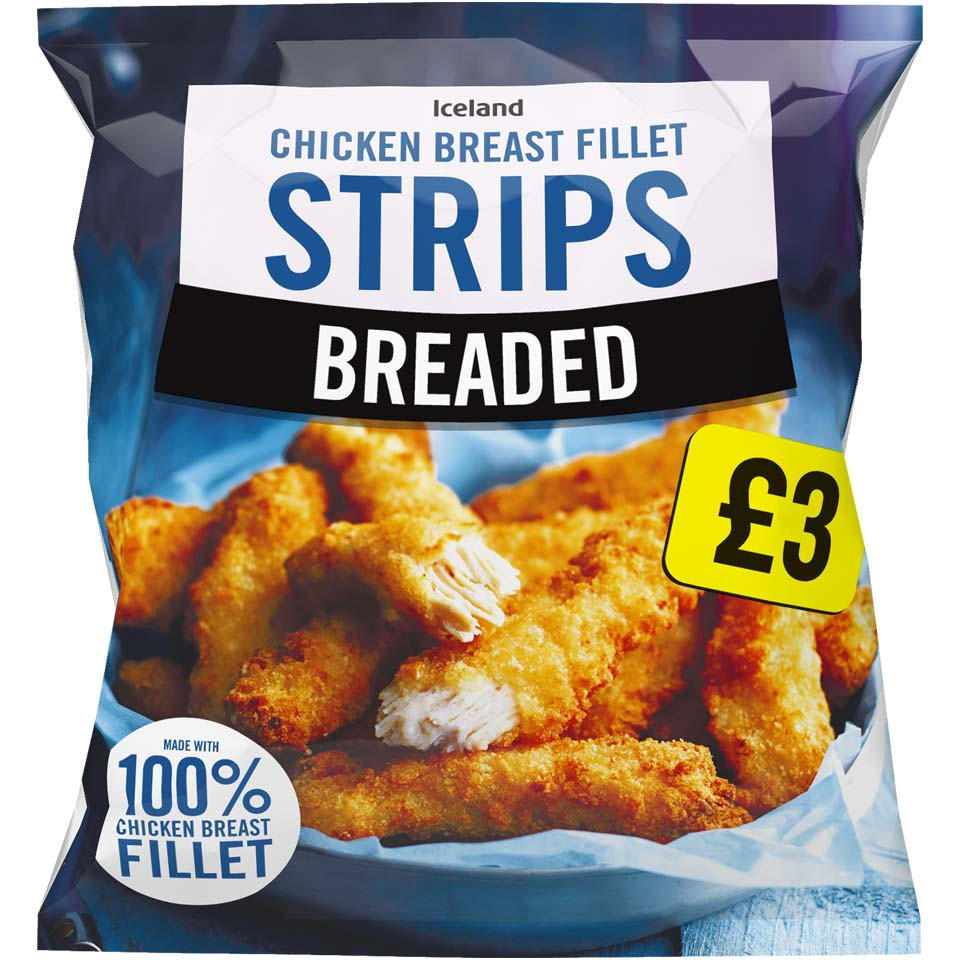 Iceland
CHICKEN BREAST FILLET
STRIPS
BREADED
£3
MADE WITH
100%
CHICKEN BREAST
FILLET